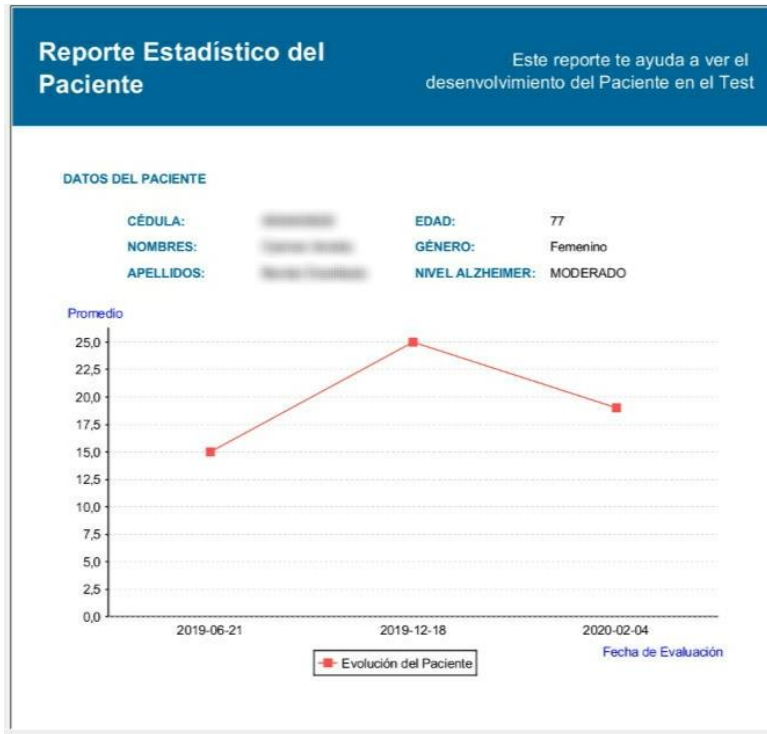 Reporte Estadístico del
Paciente
Este reporte te ayuda a ver el
desenvolvimiento del Paciente en el Test
DATOS DEL PACIENTE
CÉDULA:
EDAD: 77
NOMBRES:
GÉNERO: Femenino
APELLIDOS:
NIVEL ALZHEIMER: MODERADO
Promedio
25,0
22,5
20,0
17,5
15,0
12,5
10,0
7,5
5,0
2,5
0,0
2019-06-21 2019-12-18 2020-02-04
Fecha de Evaluación
Evolución del Paciente